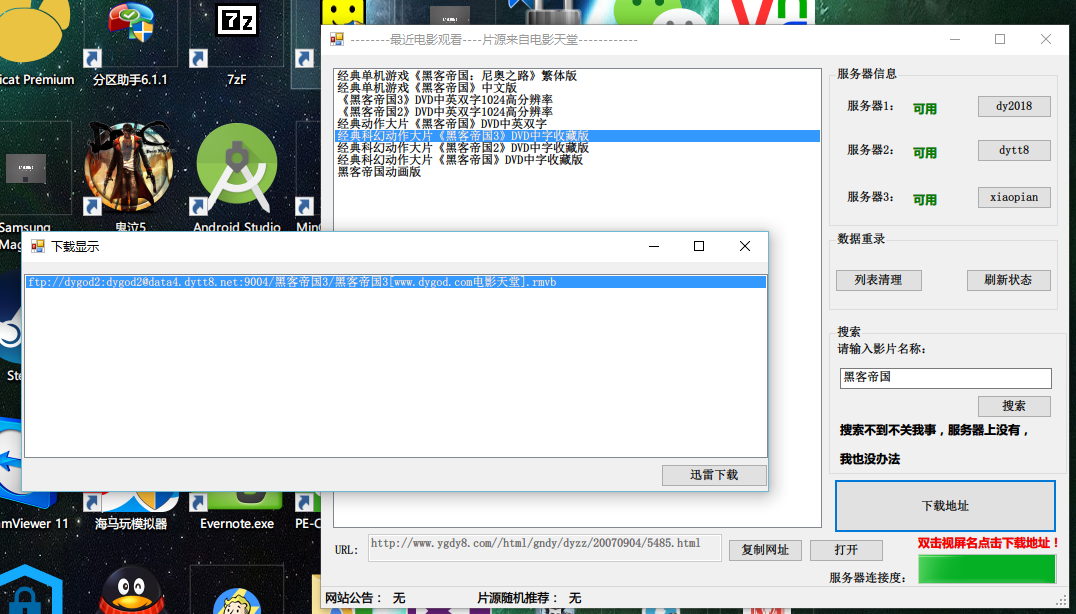 7z
icat Premium
分区助手6.1.1
7zF
Samsung
Mag
鬼泣5
Android Studio
Ste
amViewer 11
海马玩模拟器
Evernote.exe
PE-C
--------最近电影观看----片源来自电影天堂------------
经典单机游戏《黑客帝国：尼奥之路》繁体版
经典单机游戏《黑客帝国》中文版
《黑客帝国3》DVD中英双字1024高分辨率
《黑客帝国2》DVD中英双字1024高分辨率
经典动作大片《黑客帝国》DVD中英双字
经典科幻动作大片《黑客帝国3》DVD中字收藏版
经典科幻动作大片《黑客帝国2》DVD中字收藏版
经典科幻动作大片《黑客帝国》DVD中字收藏版
黑客帝国动画版
服务器信息
服务器1： 可用 dy2018
服务器2： 可用 dytt8
服务器3： 可用 xiaopian
数据重录
列表清理 刷新状态
搜索
请输入影片名称：
黑客帝国
搜索
搜索不到不关我事，服务器上没有，
我也没办法
下载地址
双击视屏名点击下载地址！
服务器连接度：
下载显示
ftp://dygod2:dygod2@data4.dytt8.net:9004/黑客帝国3/黑客帝国3[www.dygod.com电影天堂].rmvb
迅雷下载
URL: http://www.ygdy8.com//html/gndy/dyzz/20070904/5485.html 复制网址 打开
网站公告： 无 片源随机推荐： 无